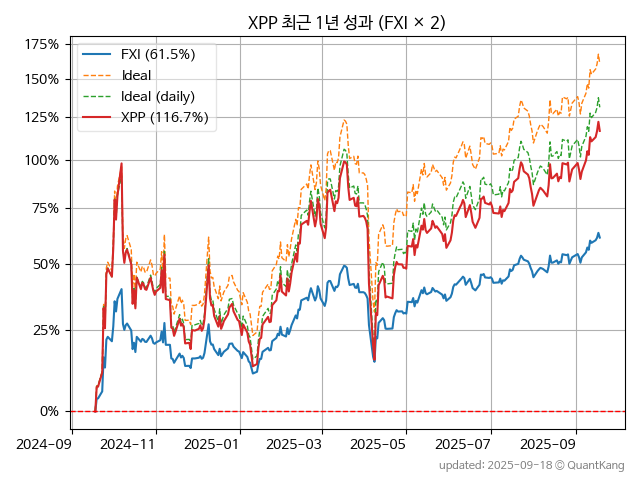 XPP 최근 1년 성과 (FXI × 2)
175%
150%
125%
100%
75%
50%
25%
0%
FXI (61.5%)
Ideal
Ideal (daily)
XPP (116.7%)
2024-09
2024-11
2025-01
2025-03
2025-05
2025-07
2025-09
updated: 2025-09-18 © QuantKang